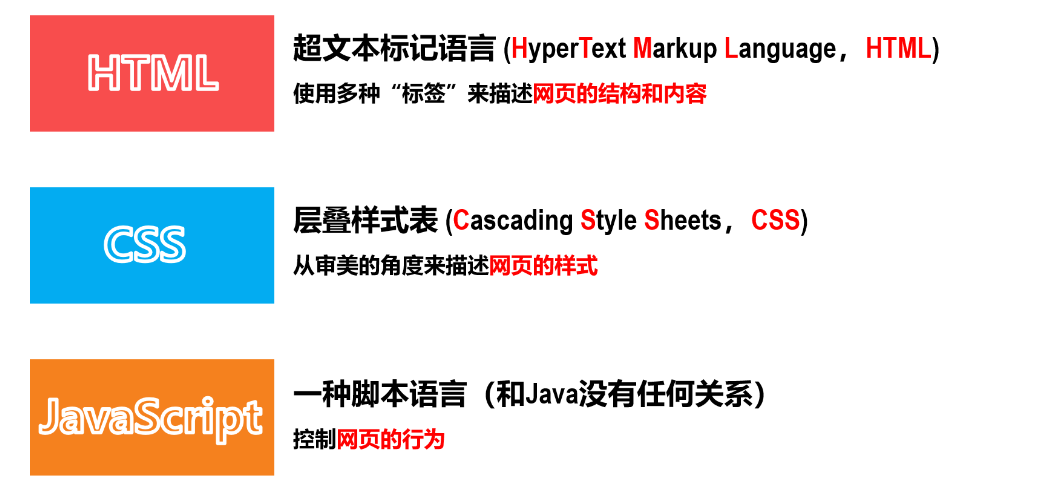 HTML
超文本标记语言 (HyperText Markup Language，HTML)
使用多种“标签”来描述网页的结构和内容
CSS
层叠样式表 (Cascading Style Sheets，CSS)
从审美的角度来描述网页的样式
JavaScript
一种脚本语言（和Java没有任何关系）
控制网页的行为